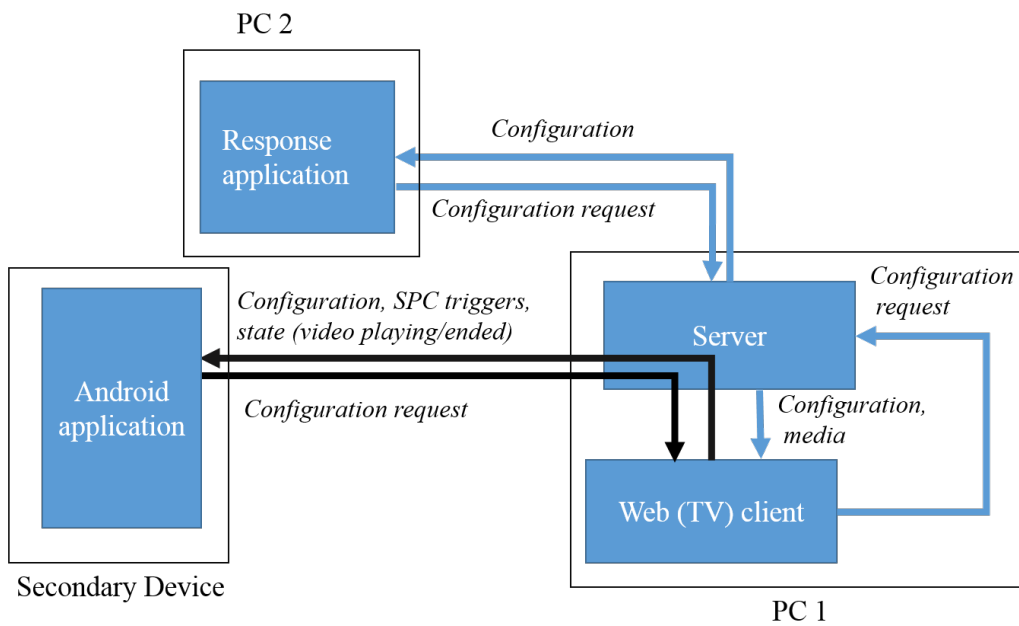 PC 2
Response
application
Configuration
Configuration request
Configuration, SPC triggers,
state (video playing/ended)
Android
application
Configuration request
Secondary Device
Configuration
request
Server
Configuration,
media
Web (TV) client
PC 1